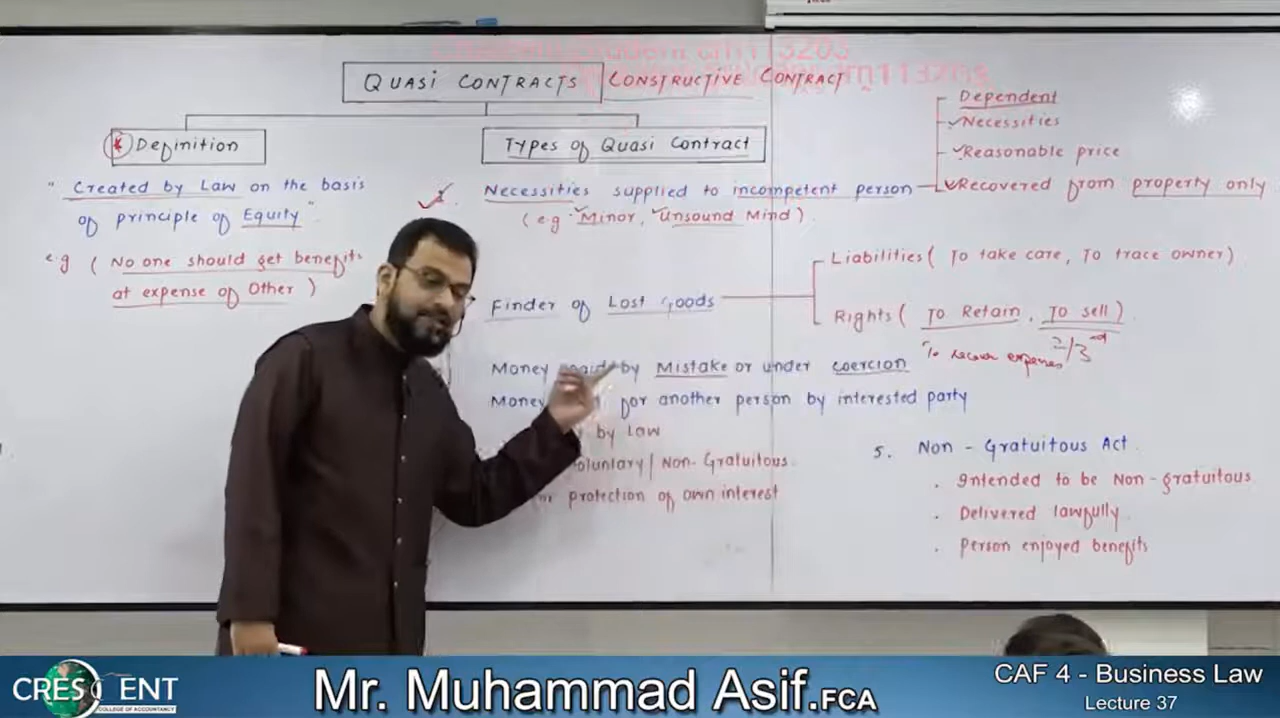 QUASI CONTRACTS CONSTRUCTIVE CONTRACT
* Definition
"Created by Law on the basis
of principle of Equity"
e.g (No one should get benefits
at expense of Other)
Types of Quasi Contract
1. Necessities supplied to incompetent person
(e.g. Minor, Unsound Mind).
Dependent
Necessities
Reasonable price
Recovered from property only
Finder of Lost Goods
Liabilities (To take care, To trace owner)
Rights (To Retain, To sell)
To recover expenses 2/3rd
Money paid by Mistake or under coercion
Money for another person by interested party
by Law
Voluntary / Non-Gratuitous
protection of own interest
5. Non-Gratuitous Act.
. Intended to be Non-gratuitous
. Delivered lawfully
. Person enjoyed benefits
CRESCENT
COLLEGE OF ACCOUNTANCY
Mr. Muhammad Asif.FCA
CAF 4 - Business Law
Lecture 37